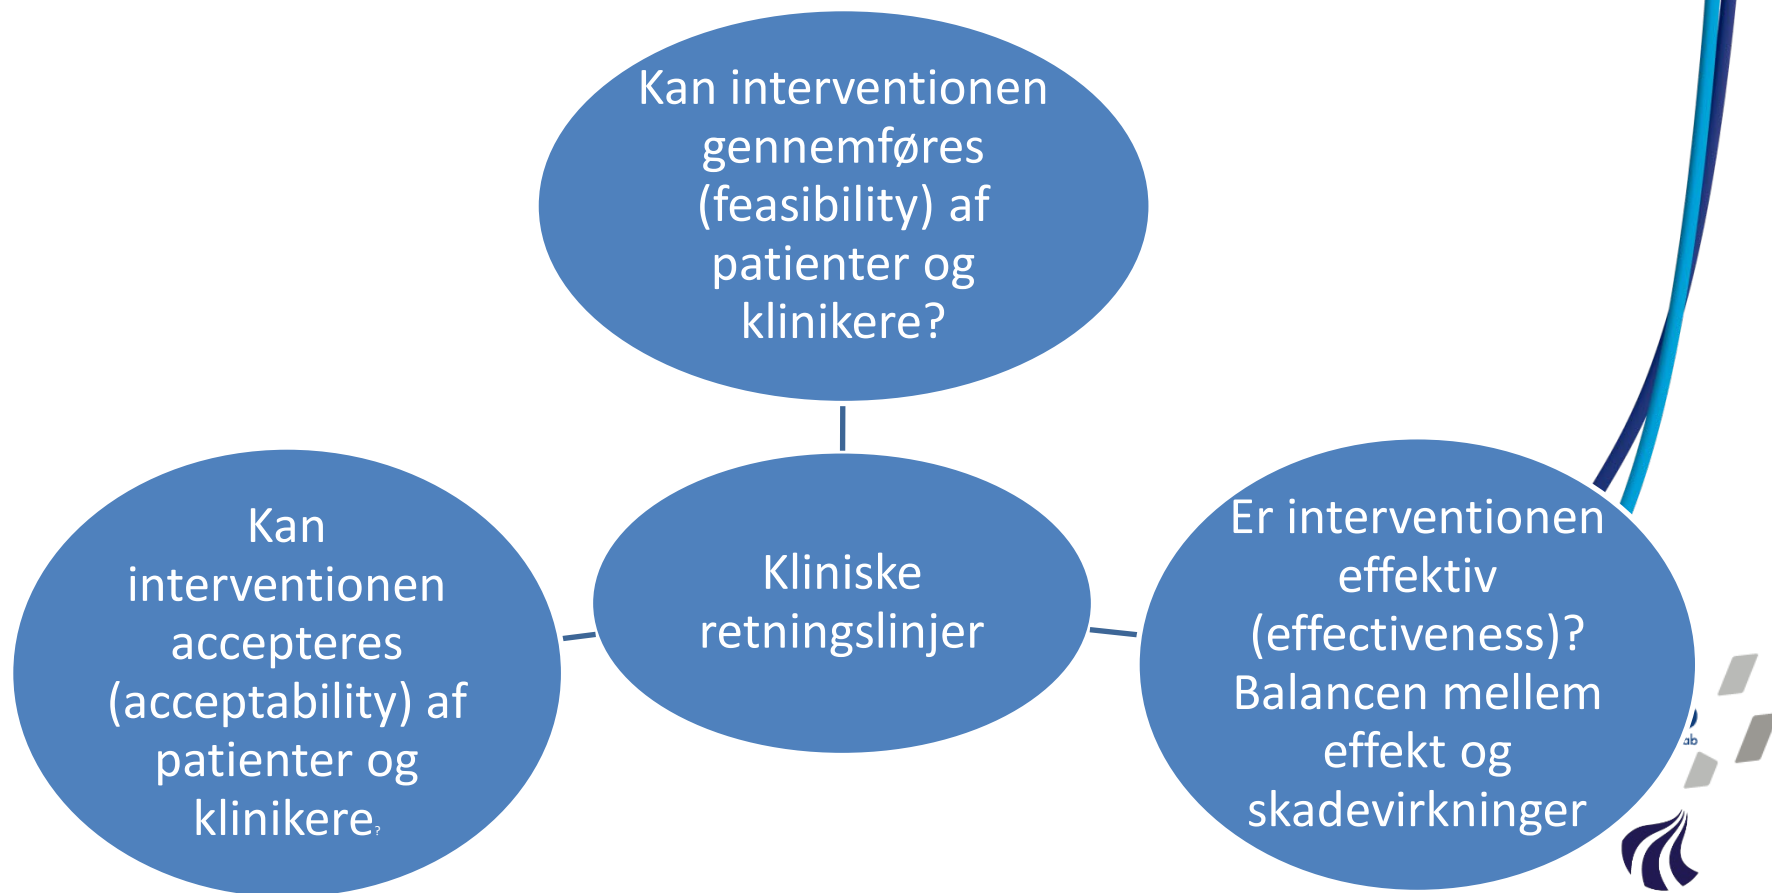 Kan interventionen
gennemføres
(feasibility) af
patienter og
klinikere?
Kan
interventionen
accepteres
(acceptability) af
patienter og
klinikere?
Kliniske
retningslinjer
Er interventionen
effektiv
(effectiveness)?
Balancen mellem
effekt og
skadevirkninger
ab